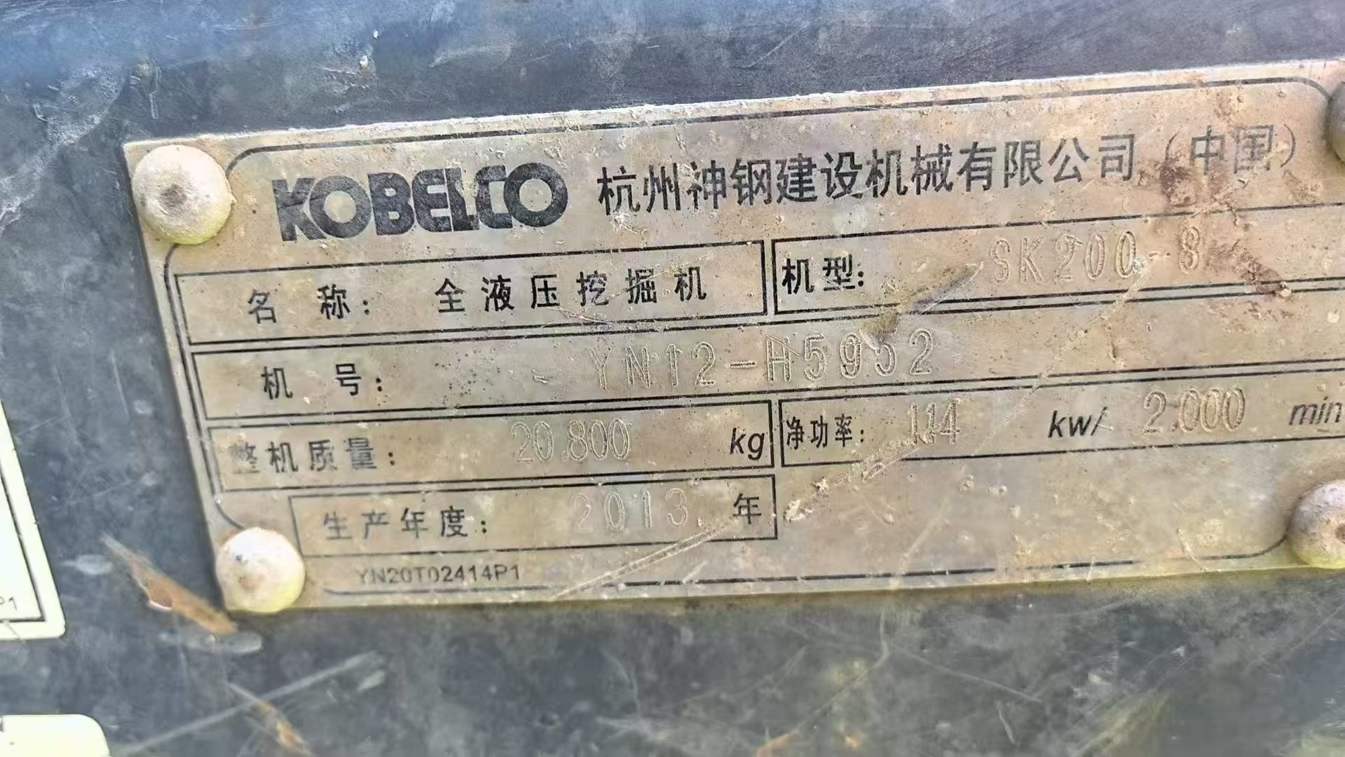 KOBELCO 杭州神钢建设机械有限公司（中国）
名 称： 全液压挖掘机 机型： SK200-8
机 号： YN12-H5952
整机质量： 20.800 kg 净功率： 114 kw/ 2.000 min
生产年度： 2013 年
YN20T02414P1
P1